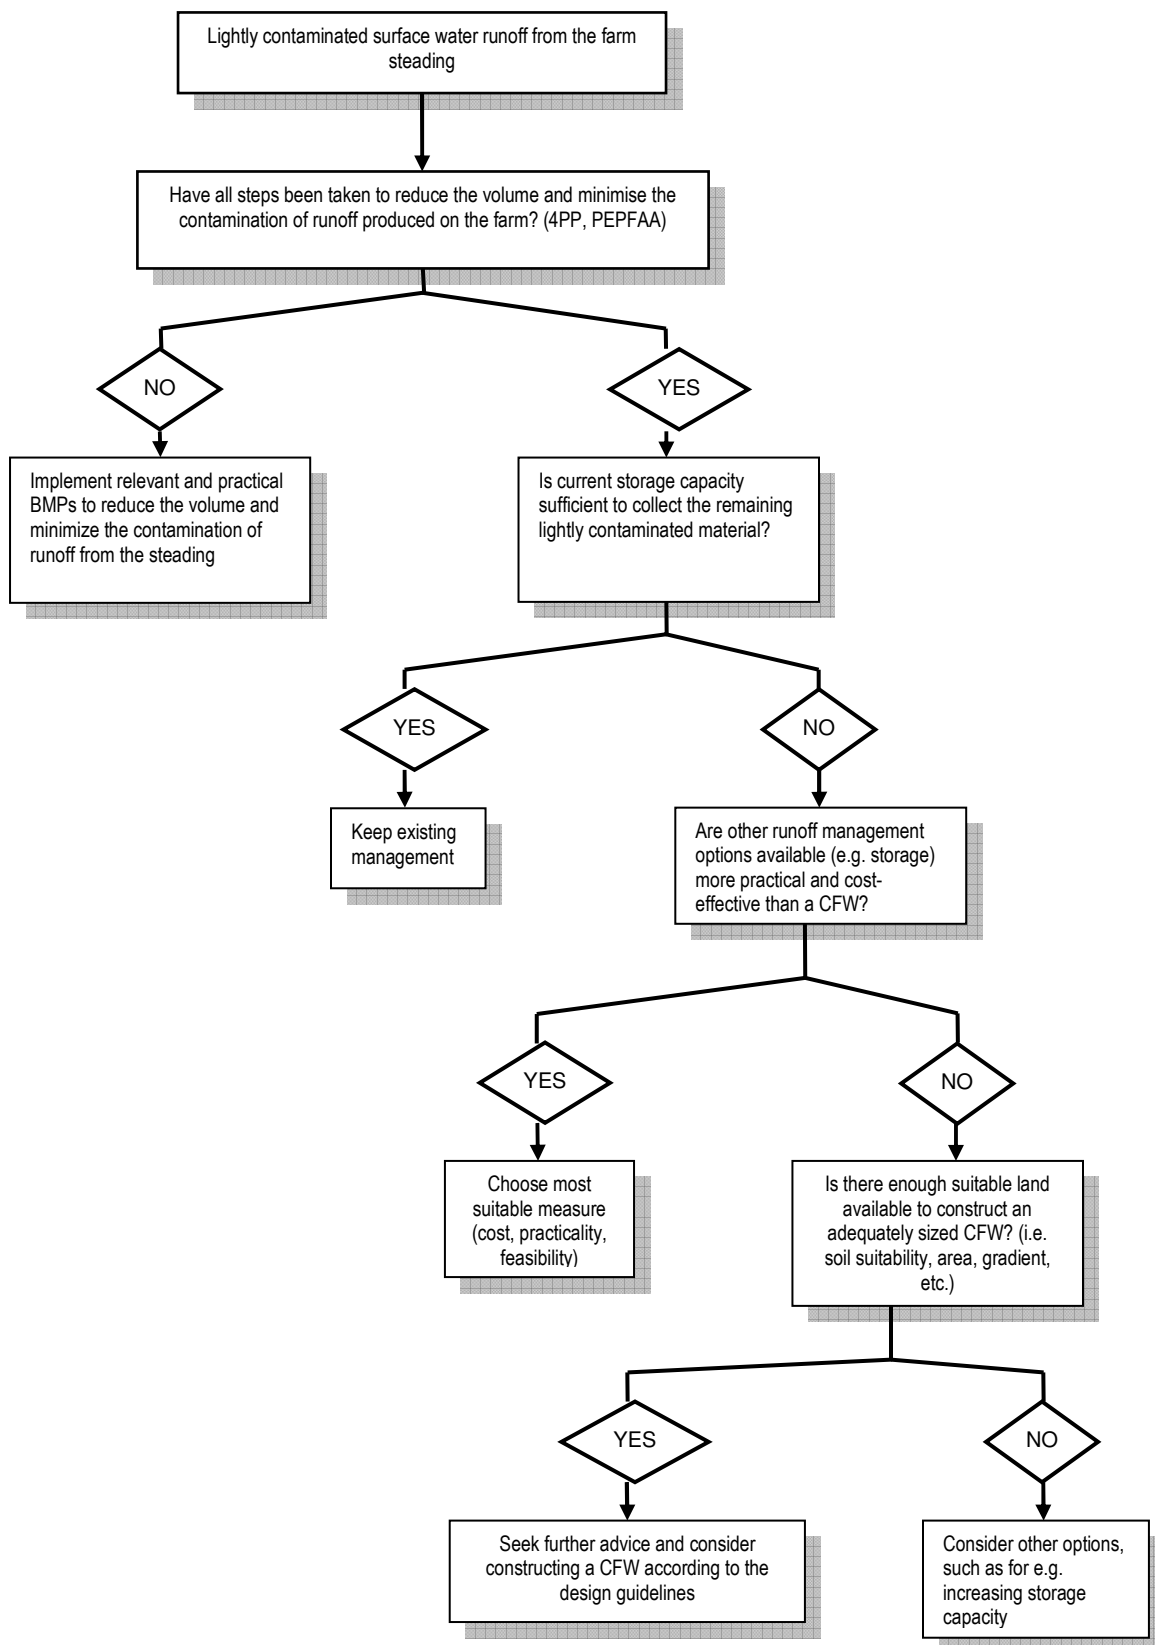 Lightly contaminated surface water runoff from the farm
steading
Have all steps been taken to reduce the volume and minimise the
contamination of runoff produced on the farm? (4PP, PEPFAA)
NO
YES
Implement relevant and practical
BMPs to reduce the volume and
minimize the contamination of
runoff from the steading
Is current storage capacity
sufficient to collect the remaining
lightly contaminated material?
YES
NO
Keep existing
management
Are other runoff management
options available (e.g. storage)
more practical and cost-
effective than a CFW?
YES
NO
Choose most
suitable measure
(cost, practicality,
feasibility)
Is there enough suitable land
available to construct an
adequately sized CFW? (i.e.
soil suitability, area, gradient,
etc.)
YES
NO
Seek further advice and consider
constructing a CFW according to the
design guidelines
Consider other options,
such as for e.g.
increasing storage
capacity